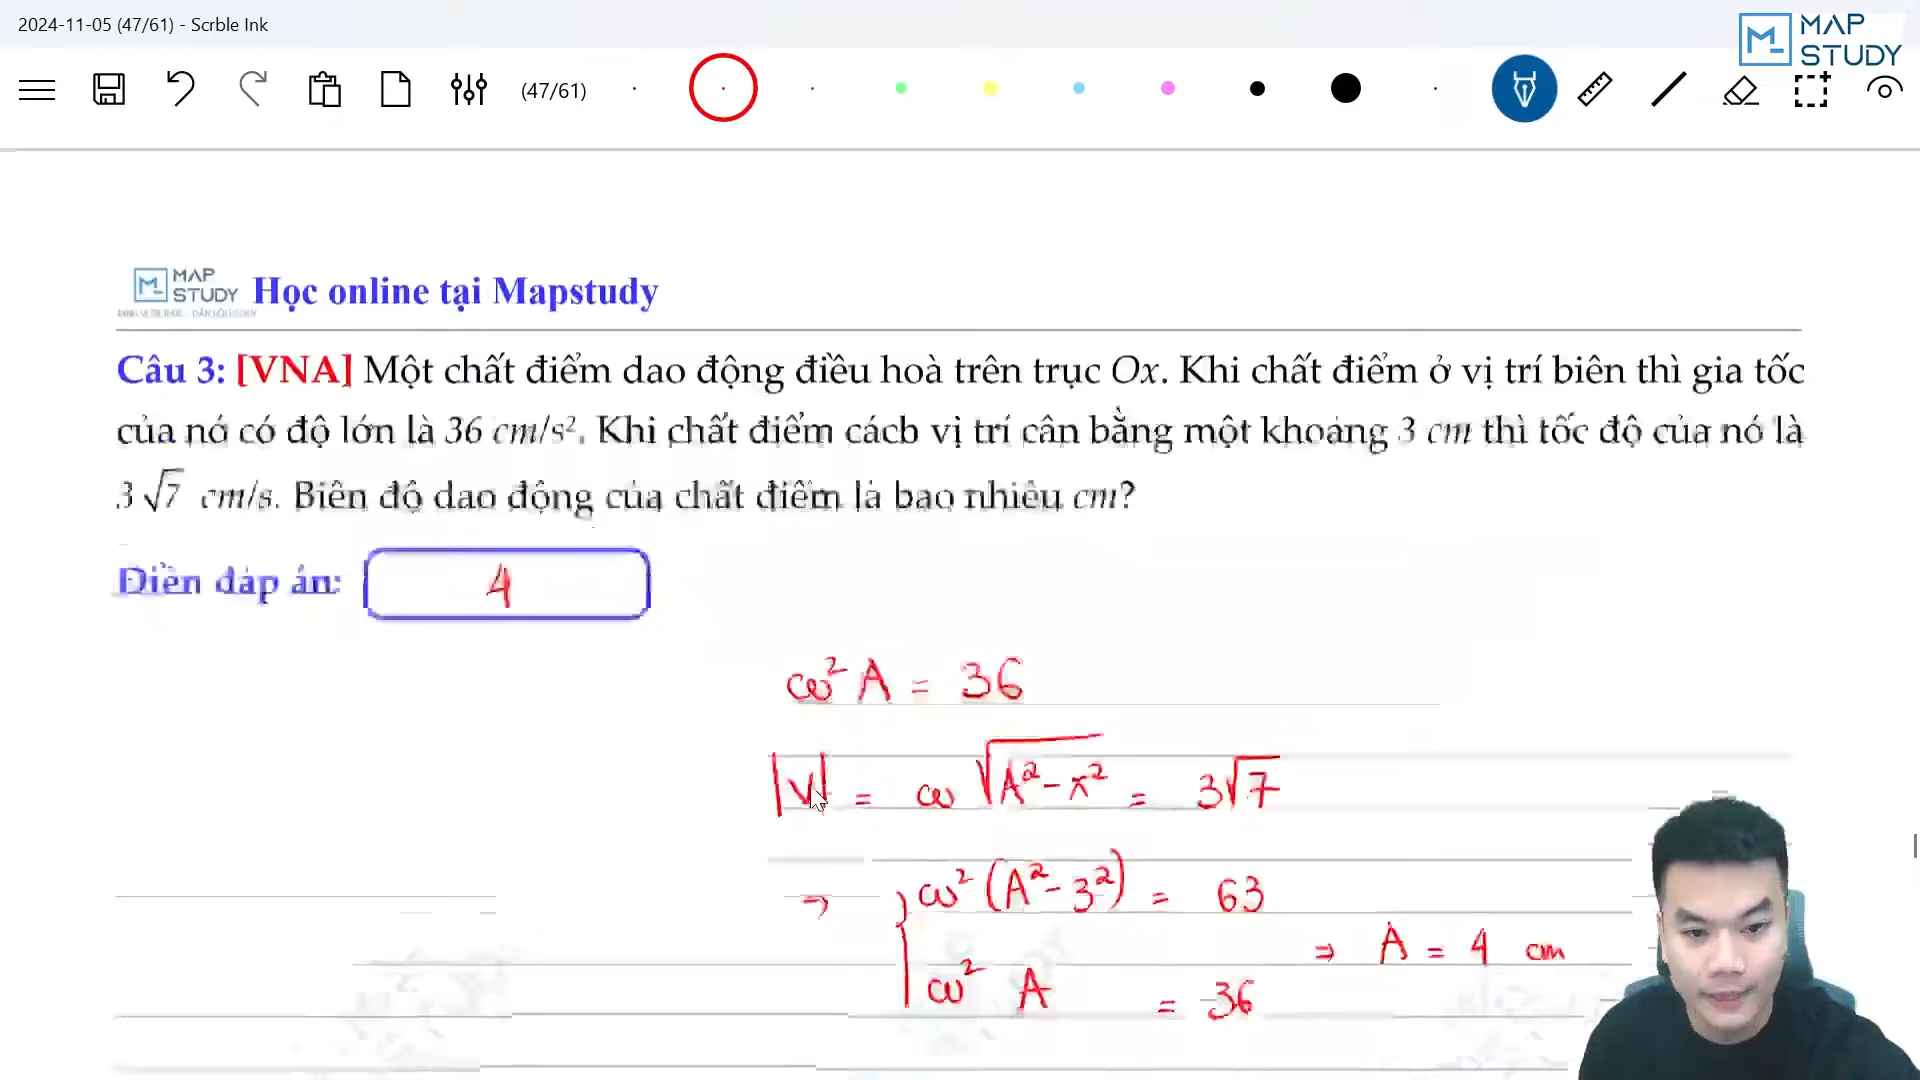 2024-11-05 (47/61) - Scrble Ink
MAP STUDY
(47/61)
MAP STUDY
Học online tại Mapstudy
Câu 3: [VNA] Một chất điểm dao động điều hoà trên trục Ox. Khi chất điểm ở vị trí biên thì gia tốc
của nó có độ lớn là 36 cm/s². Khi chất điểm cách vị trí cân bằng một khoảng 3 cm thì tốc độ của nó là
3√7 cm/s. Biên độ dao động của chất điểm là bao nhiêu cm?
Điền đáp án: 4
ω² A = 36
|v| = ω √(A² - x²) = 3√7
→ { ω² (A² - 3²) = 63
ω² A = 36
⇒ A = 4 cm